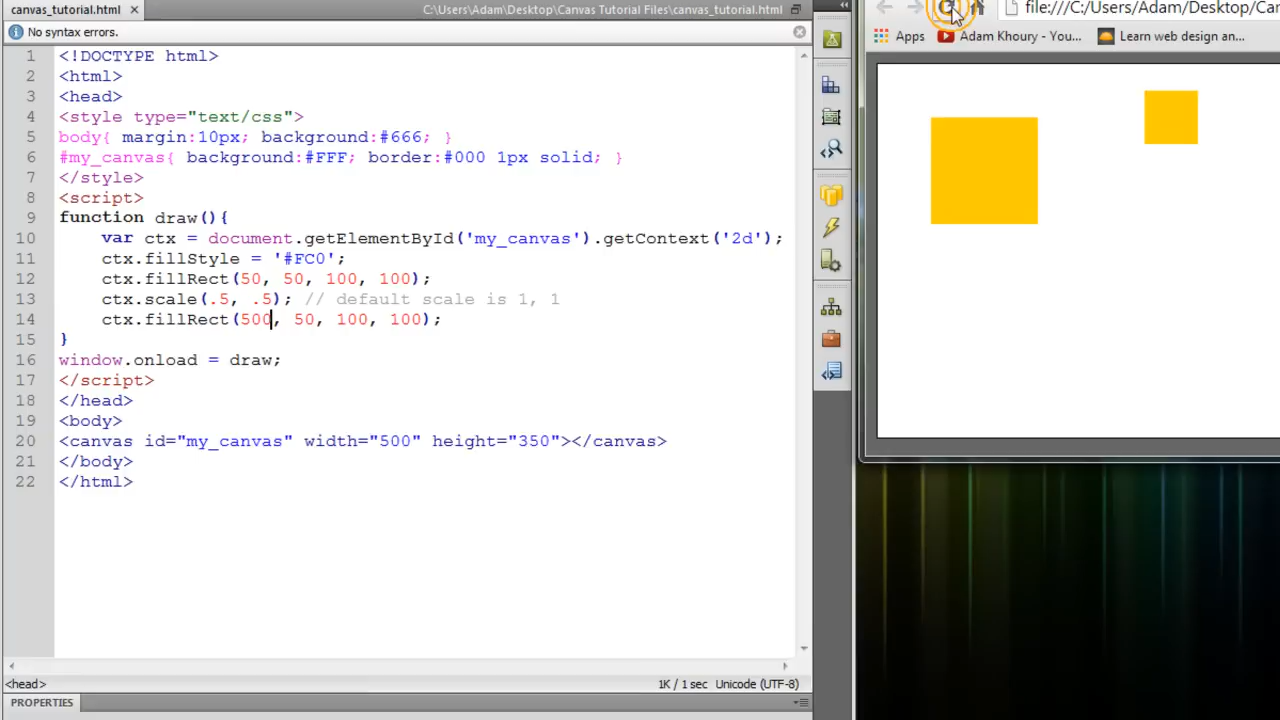 canvas_tutorial.html
C:\Users\Adam\Desktop\Canvas Tutorial Files\canvas_tutorial.html
No syntax errors.
1 <!DOCTYPE html>
2 <html>
3 <head>
4 <style type="text/css">
5 body{ margin:10px; background:#666; }
6 #my_canvas{ background:#FFF; border:#000 1px solid; }
7 </style>
8 <script>
9 function draw(){
10 var ctx = document.getElementById('my_canvas').getContext('2d');
11 ctx.fillStyle = '#FC0';
12 ctx.fillRect(50, 50, 100, 100);
13 ctx.scale(.5, .5); // default scale is 1, 1
14 ctx.fillRect(500, 50, 100, 100);
15 }
16 window.onload = draw;
17 </script>
18 </head>
19 <body>
20 <canvas id="my_canvas" width="500" height="350"></canvas>
21 </body>
22 </html>
<head>
1K / 1 sec Unicode (UTF-8)
PROPERTIES
file:///C:/Users/Adam/Desktop/Car
Apps
Adam Khoury - You...
Learn web design an...